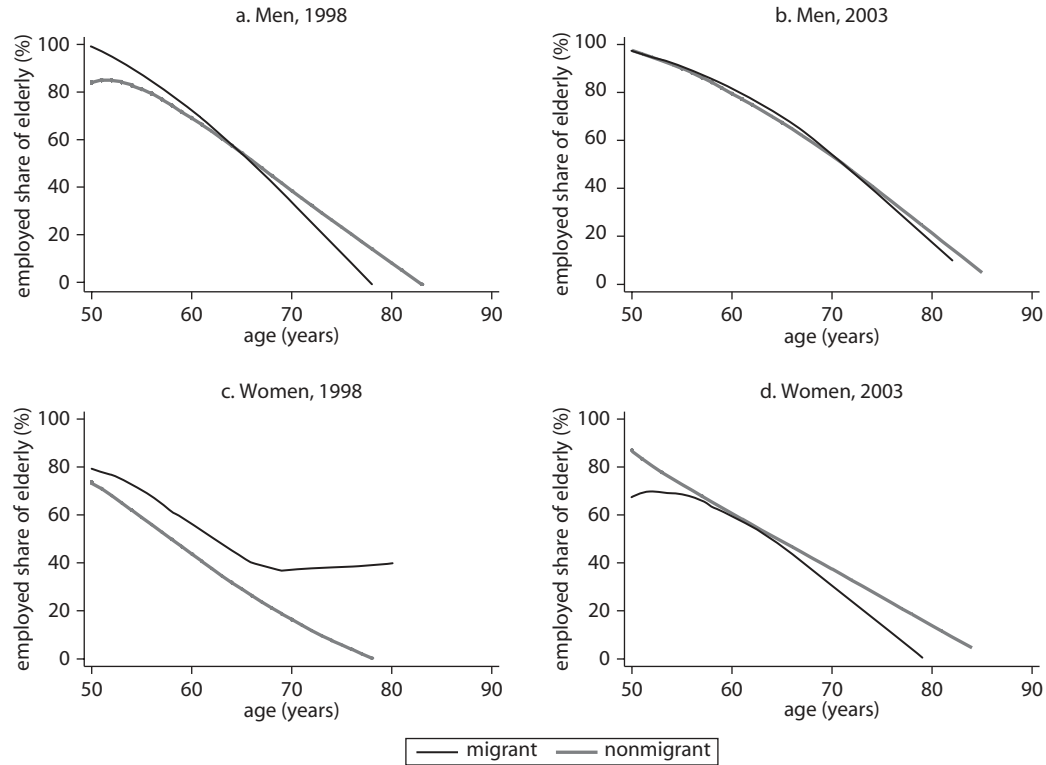 a. Men, 1998
employed share of elderly (%)
100
80
60
40
20
0
50 60 70 80 90
age (years)
b. Men, 2003
employed share of elderly (%)
100
80
60
40
20
0
50 60 70 80 90
age (years)
c. Women, 1998
employed share of elderly (%)
100
80
60
40
20
0
50 60 70 80 90
age (years)
d. Women, 2003
employed share of elderly (%)
100
80
60
40
20
0
50 60 70 80 90
age (years)
migrant nonmigrant